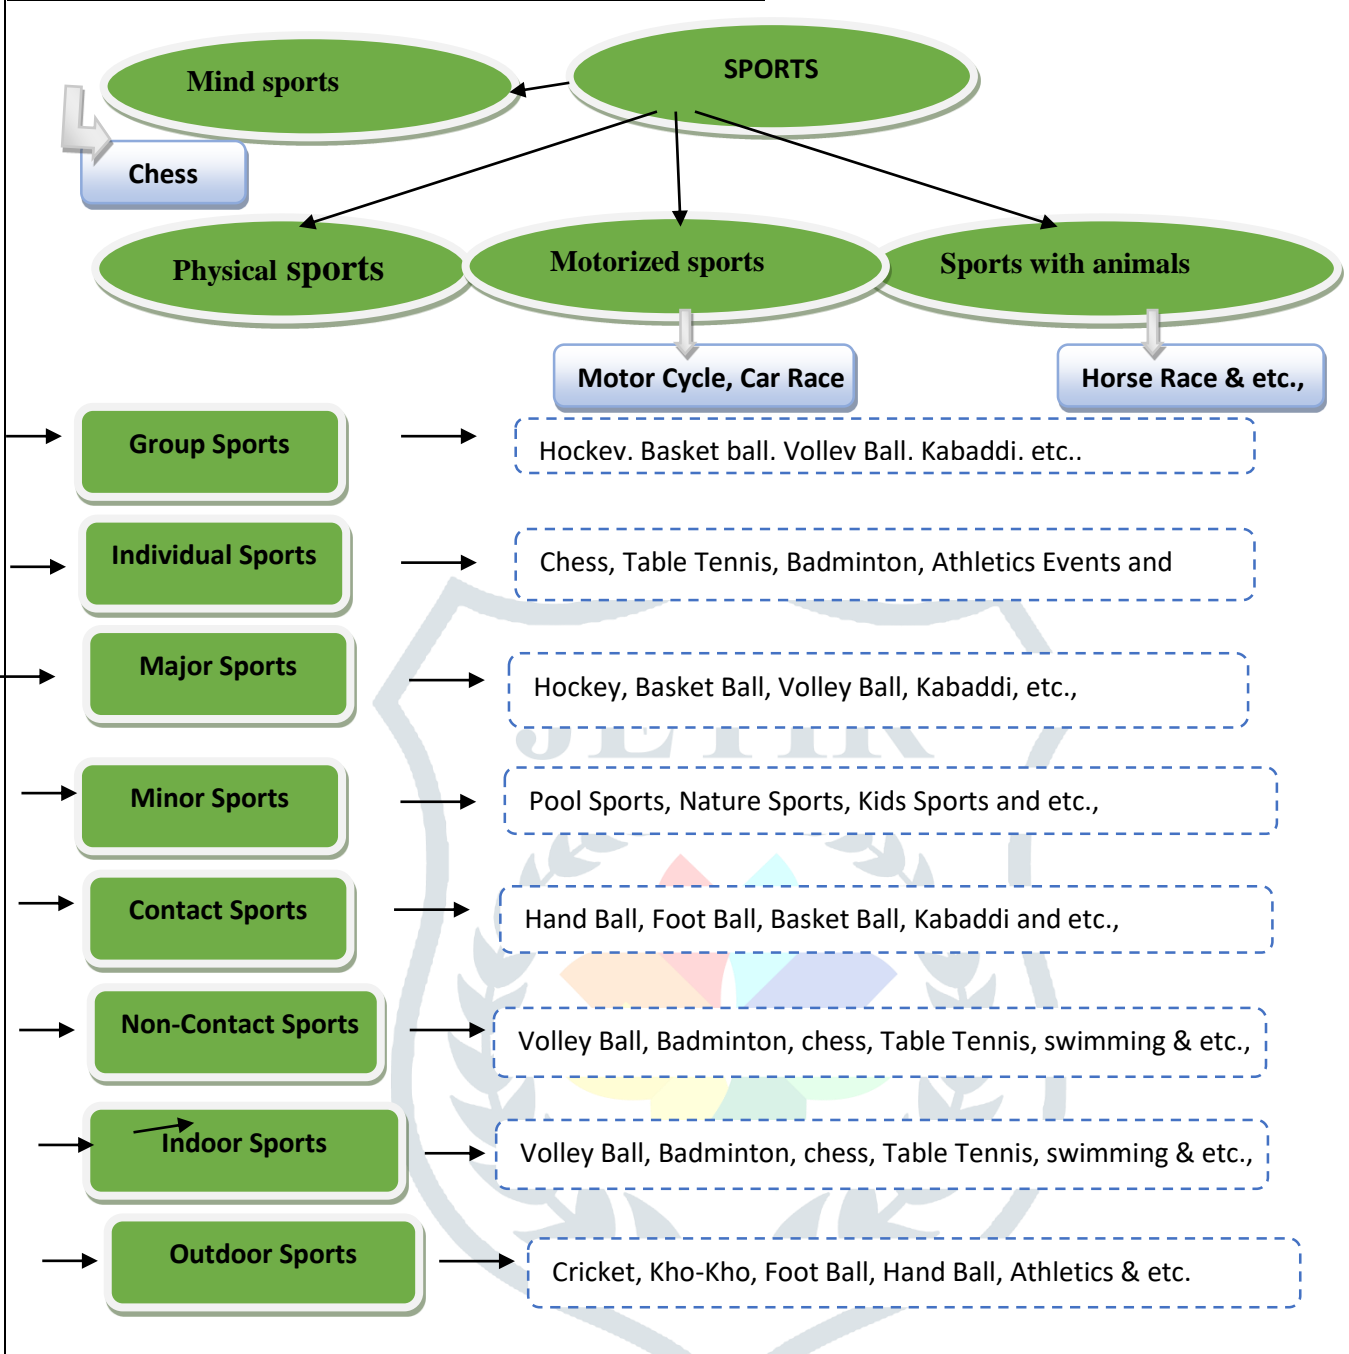 SPORTS
Mind sports
Chess
Physical sports
Motorized sports
Sports with animals
Motor Cycle, Car Race
Horse Race & etc.,
Group Sports
Hockey, Basket ball, Volley Ball, Kabaddi, etc.,
Individual Sports
Chess, Table Tennis, Badminton, Athletics Events and
Major Sports
Hockey, Basket Ball, Volley Ball, Kabaddi, etc.,
JETIR
Minor Sports
Pool Sports, Nature Sports, Kids Sports and etc.,
Contact Sports
Hand Ball, Foot Ball, Basket Ball, Kabaddi and etc.,
Non-Contact Sports
Volley Ball, Badminton, chess, Table Tennis, swimming & etc.,
Indoor Sports
Volley Ball, Badminton, chess, Table Tennis, swimming & etc.,
Outdoor Sports
Cricket, Kho-Kho, Foot Ball, Hand Ball, Athletics & etc.